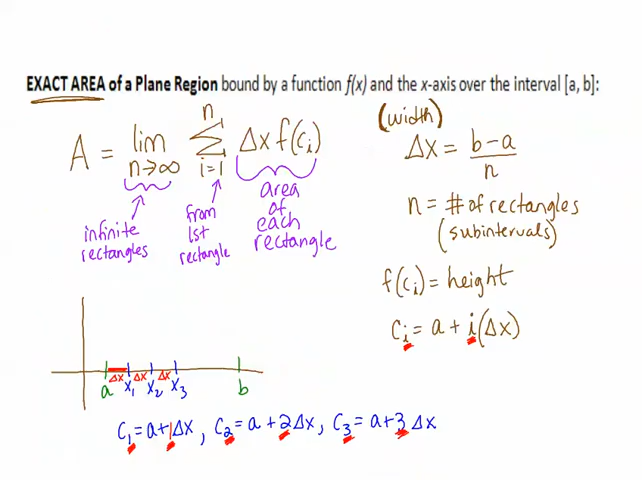 EXACT AREA of a Plane Region bound by a function f(x) and the x-axis over the interval [a, b]:
A = lim n→∞ n ∑ i=1 Δx f(cᵢ)
infinite rectangles
from 1st rectangle
area of each rectangle
(width)
Δx = b-a / n
n = # of rectangles
(subintervals)
f(cᵢ) = height
cᵢ = a + i(Δx)
Δx Δx Δx
a x₁ x₂ x₃ b
C₁ = a+1Δx, C₂ = a + 2Δx, C₃ = a+3Δx